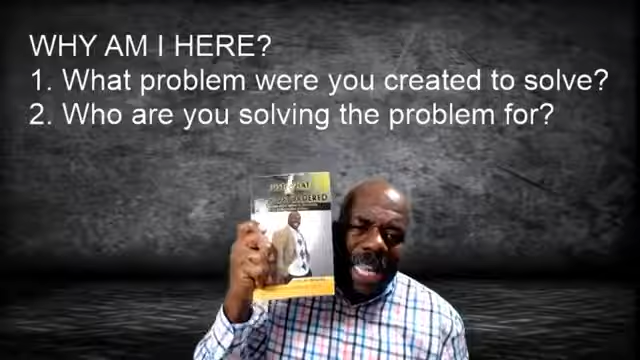 WHY AM I HERE?
1. What problem were you created to solve?
2. Who are you solving the problem for?